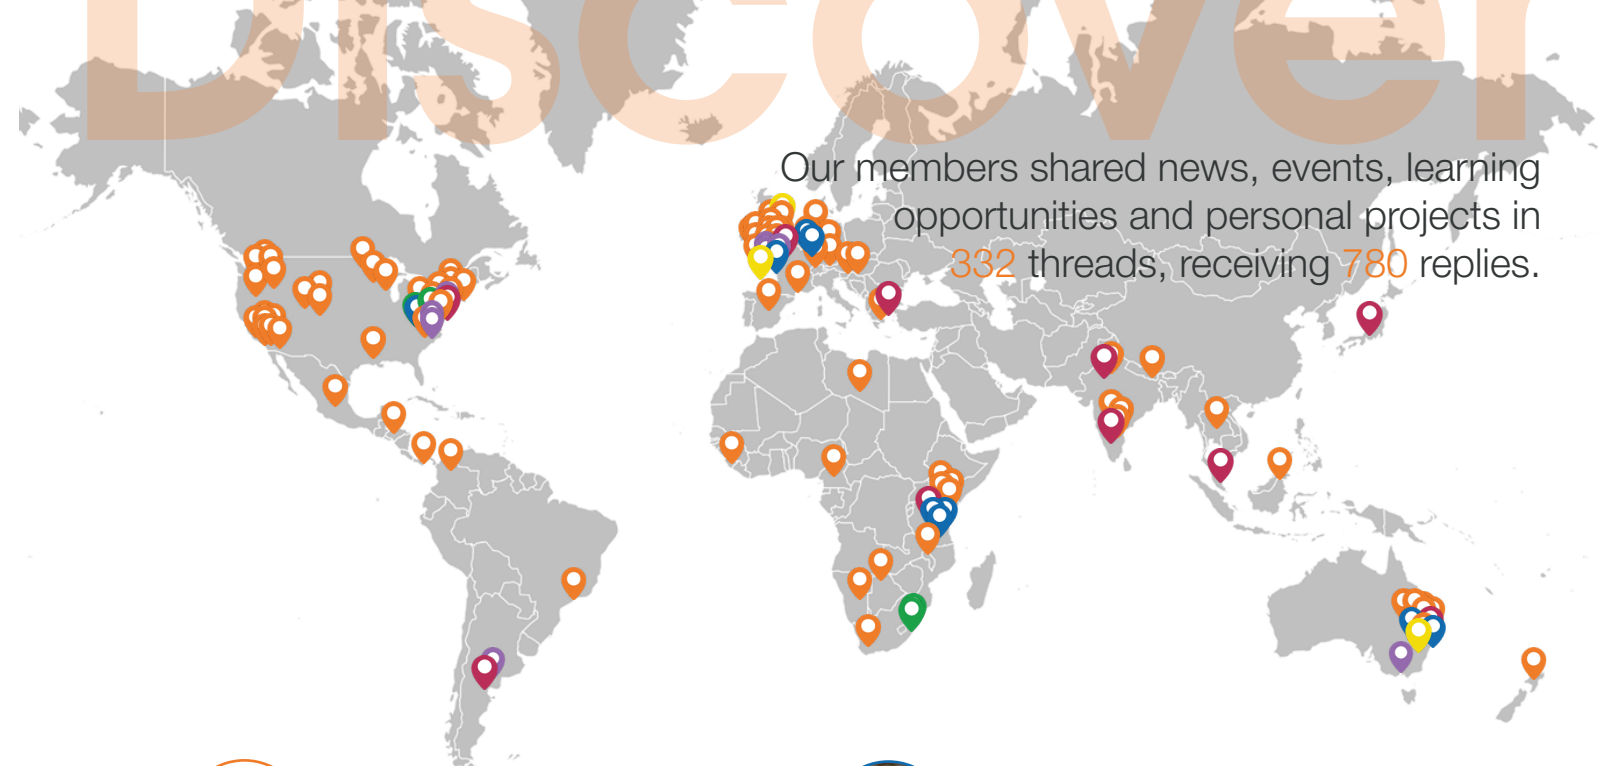 Discover
Our members shared news, events, learning
opportunities and personal projects in
332 threads, receiving 780 replies.